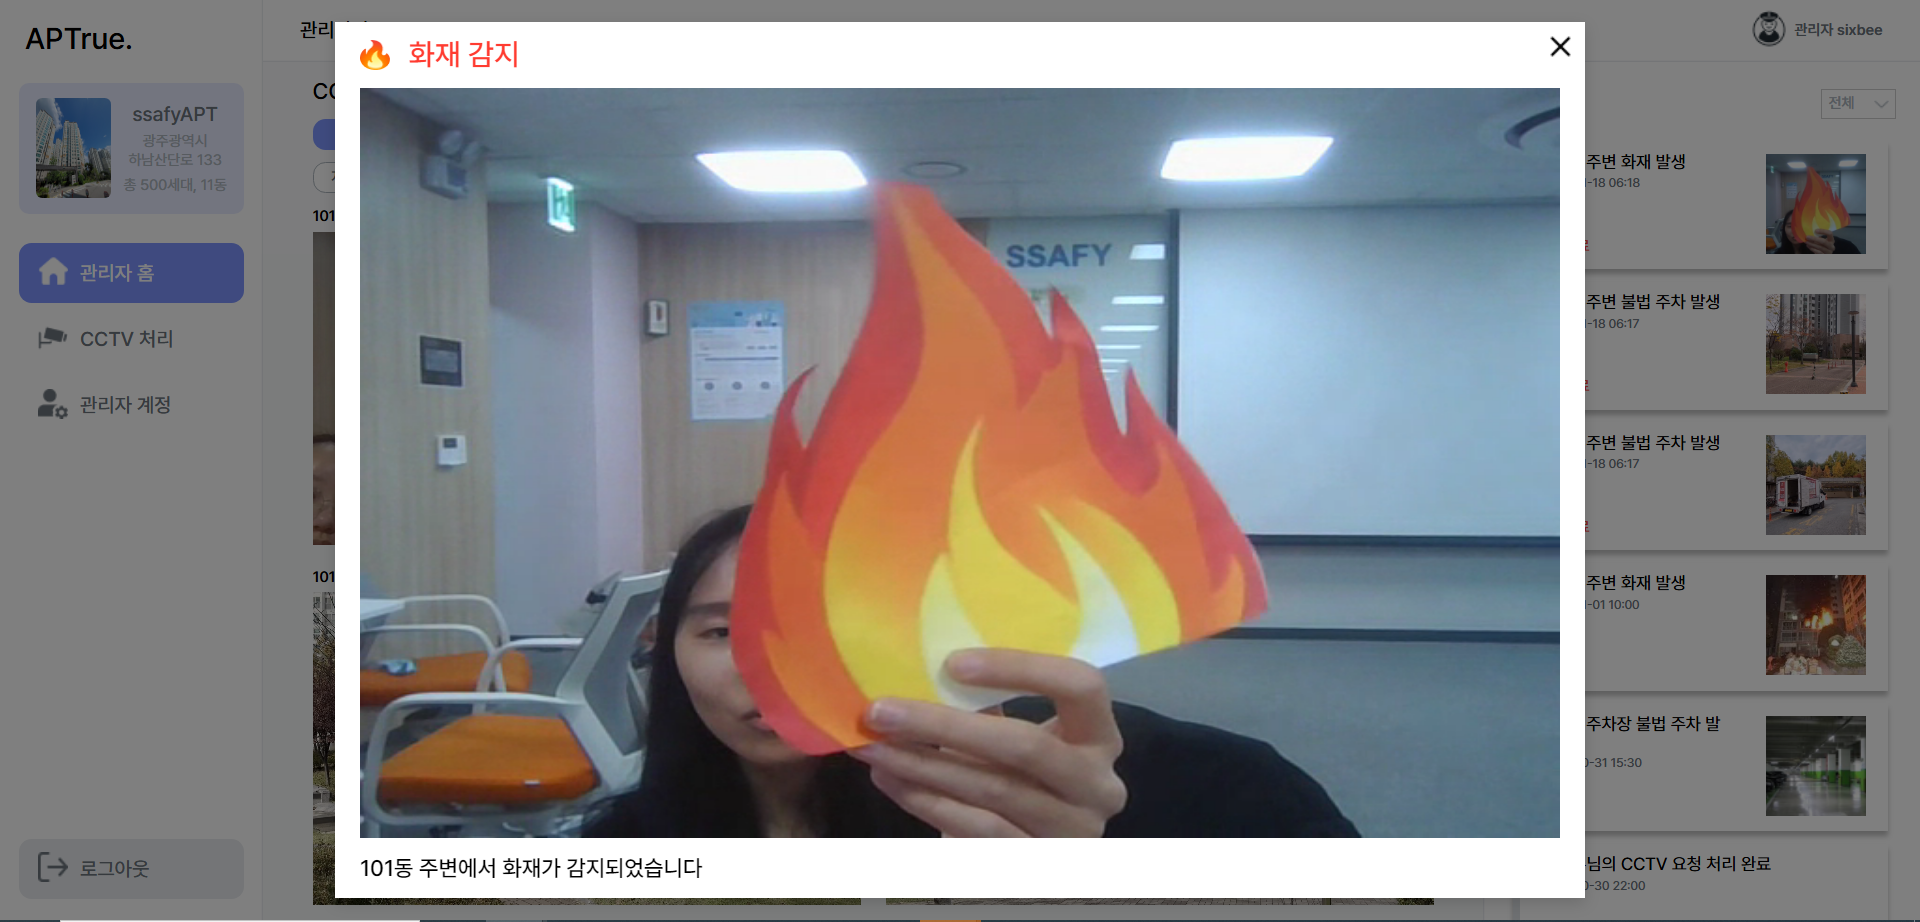 APTrue.
ssafyAPT
광주광역시
하남산단로 133
총 500세대, 11동
관리자 홈
CCTV 처리
관리자 계정
로그아웃
관리
관리자 sixbee
화재 감지
SSAFY
101동 주변에서 화재가 감지되었습니다
101
101
전체
주변 화재 발생
-18 06:18
주변 불법 주차 발생
-18 06:17
주변 불법 주차 발생
-18 06:17
주변 화재 발생
-01 10:00
주차장 불법 주차 발
-31 15:30
님의 CCTV 요청 처리 완료
-30 22:00